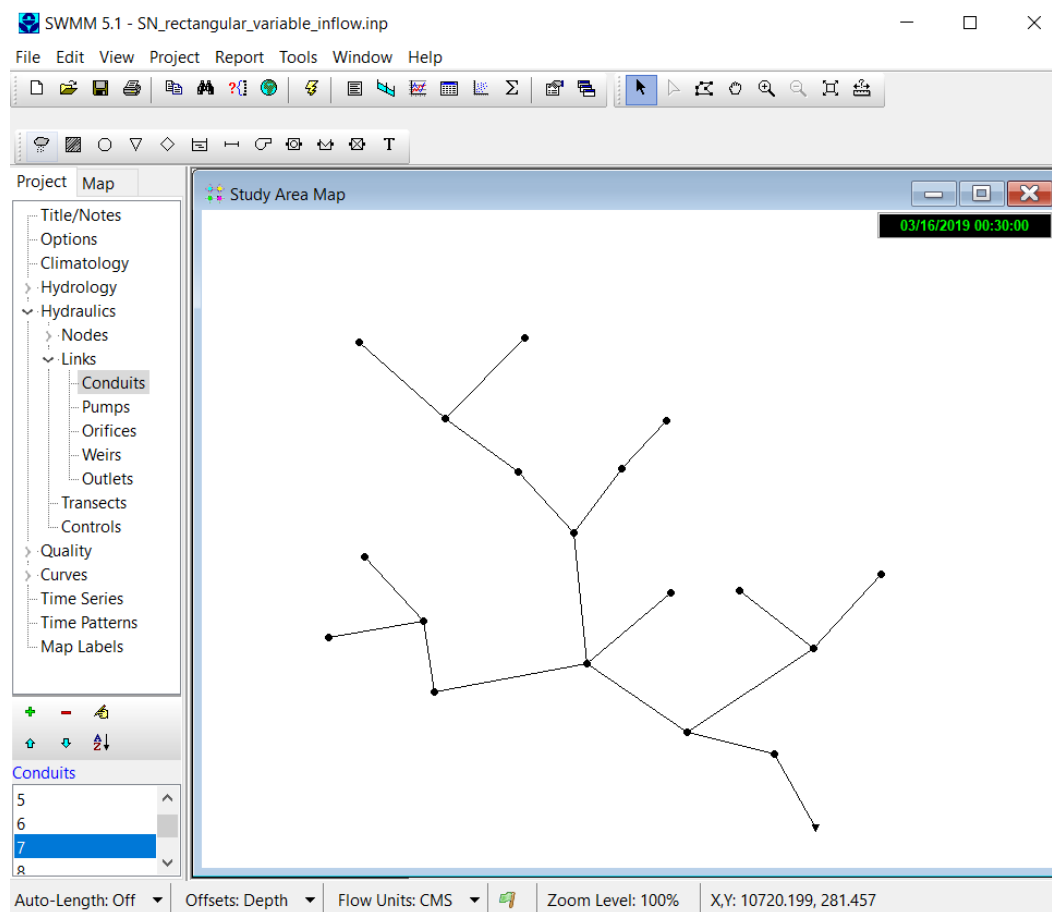 SWMM 5.1 - SN_rectangular_variable_inflow.inp
File Edit View Project Report Tools Window Help
?{}
Σ
T
Project Map
Study Area Map
03/16/2019 00:30:00
Title/Notes
Options
Climatology
Hydrology
Hydraulics
Nodes
Links
Conduits
Pumps
Orifices
Weirs
Outlets
Transects
Controls
Quality
Curves
Time Series
Time Patterns
Map Labels
Conduits
5
6
7
8
Auto-Length: Off Offsets: Depth Flow Units: CMS Zoom Level: 100% X,Y: 10720.199, 281.457